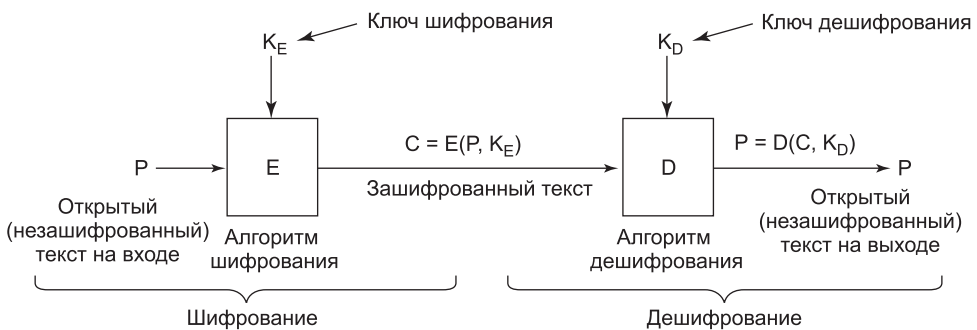 Ключ шифрования
Ключ дешифрования
K_E
K_D
C = E(P, K_E)
P = D(C, K_D)
P
E
D
P
Зашифрованный текст
Открытый
(незашифрованный)
текст на входе
Алгоритм
шифрования
Алгоритм
дешифрования
Открытый
(незашифрованный)
текст на выходе
Шифрование
Дешифрование